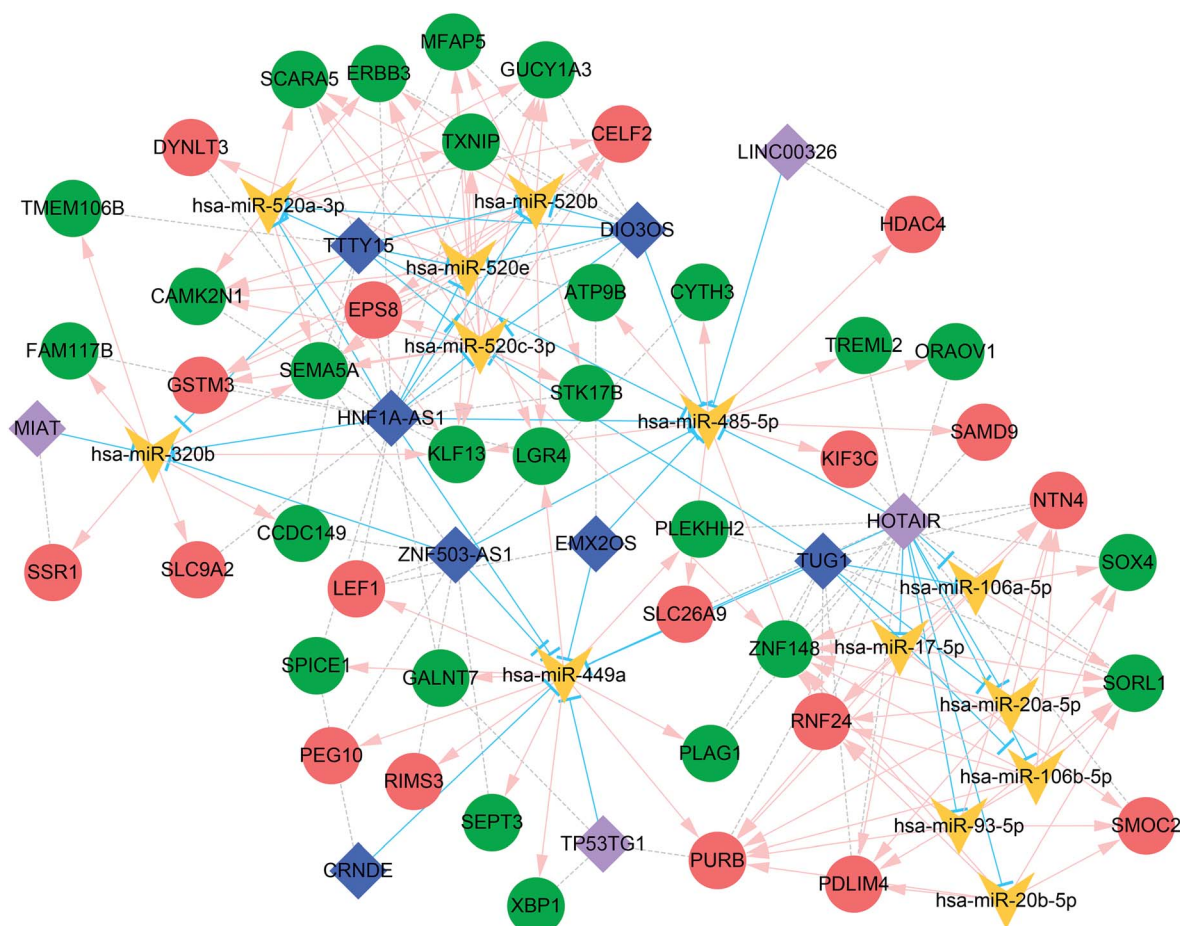 MFAP5
SCARA5
ERBB3
GUCY1A3
DYNLT3
TXNIP
CELF2
LINC00326
TMEM106B
hsa-miR-520a-3p
hsa-miR-520b
HDAC4
TTTY15
DIO3OS
hsa-miR-520e
CAMK2N1
EPS8
ATP9B
CYTH3
FAM117B
hsa-miR-520c-3p
TREML2
ORAOV1
GSTM3
SEMA5A
STK17B
MIAT
HNF1A-AS1
hsa-miR-485-5p
hsa-miR-320b
KLF13
LGR4
KIF3C
SAMD9
NTN4
CCDC149
ZNF503-AS1
EMX2OS
PLEKHH2
HOTAIR
SSR1
SLC9A2
LEF1
TUG1
SOX4
hsa-miR-106a-5p
SLC26A9
SPICE1
GALNT7
hsa-miR-449a
ZNF148
hsa-miR-17-5p
SORL1
hsa-miR-20a-5p
PEG10
RIMS3
PLAG1
RNF24
hsa-miR-106b-5p
SEPT3
hsa-miR-93-5p
SMOC2
TP53TG1
CRNDE
PURB
PDLIM4
XBP1
hsa-miR-20b-5p